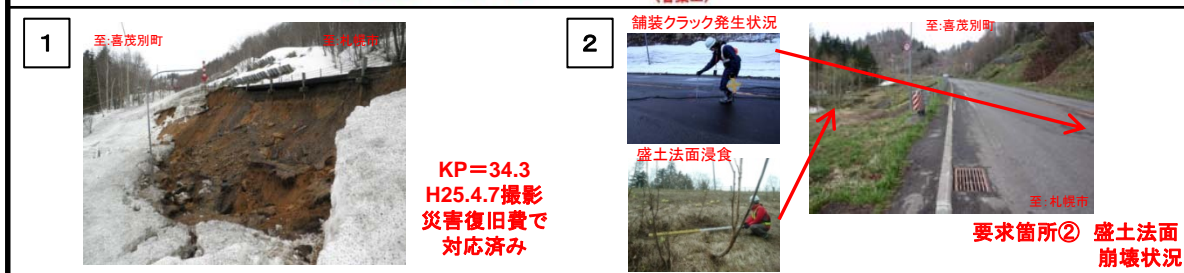 1
至:喜茂別町
至:札幌市
KP＝34.3
H25.4.7撮影
災害復旧費で
対応済み
2
舗装クラック発生状況
盛土法面浸食
至:喜茂別町
至:札幌市
要求箇所② 盛土法面
崩壊状況